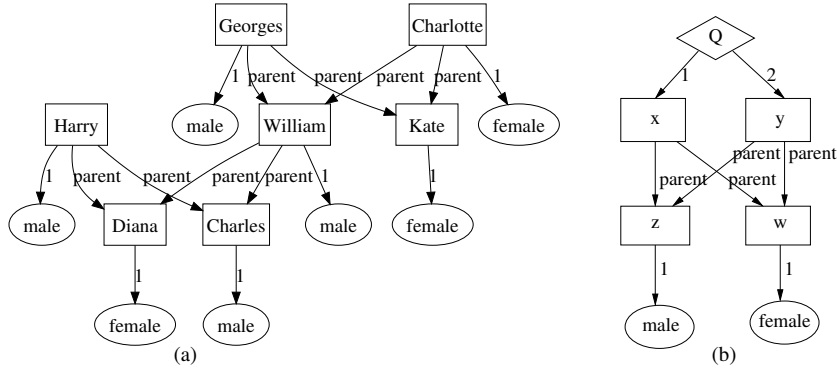 Georges Charlotte Q
1 parent parent parent parent 1 1 2
Harry male William Kate female x y
1 parent parent parent parent 1 1 parent parent parent parent
male Diana Charles male female z w
1 1 1 1
female male male female
(a) (b)